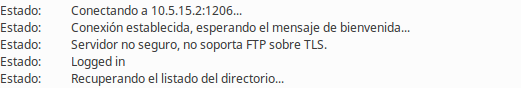 Estado: Conectando a 10.5.15.2:1206...
Estado: Conexión establecida, esperando el mensaje de bienvenida...
Estado: Servidor no seguro, no soporta FTP sobre TLS.
Estado: Logged in
Estado: Recuperando el listado del directorio...